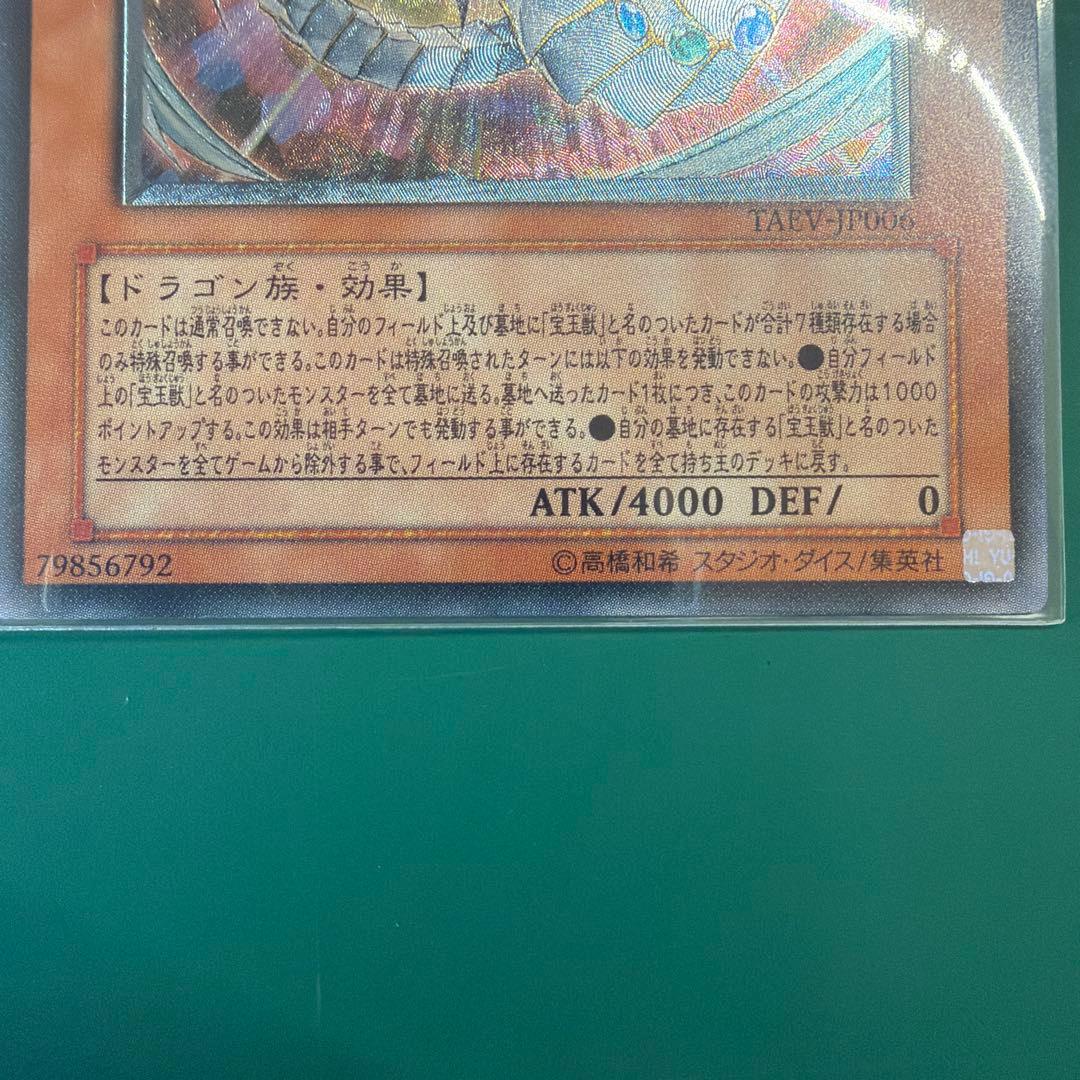 TAEV-JP006
【ドラゴン族・効果】
このカードは通常召喚できない。自分のフィールド上及び墓地に「宝玉獣」と名のついたカードが合計7種類存在する場合
のみ特殊召喚する事ができる。このカードは特殊召喚されたターンには以下の効果を発動できない。●自分フィールド
上の「宝玉獣」と名のついたモンスターを全て墓地に送る。墓地へ送ったカード1枚につき、このカードの攻撃力は1000
ポイントアップする。この効果は相手ターンでも発動する事ができる。●自分の墓地に存在する「宝玉獣」と名のついた
モンスターを全てゲームから除外する事で、フィールド上に存在するカードを全て持ち主のデッキに戻す。
ATK/4000 DEF/ 0
79856792 ©高橋和希 スタジオ・ダイス/集英社